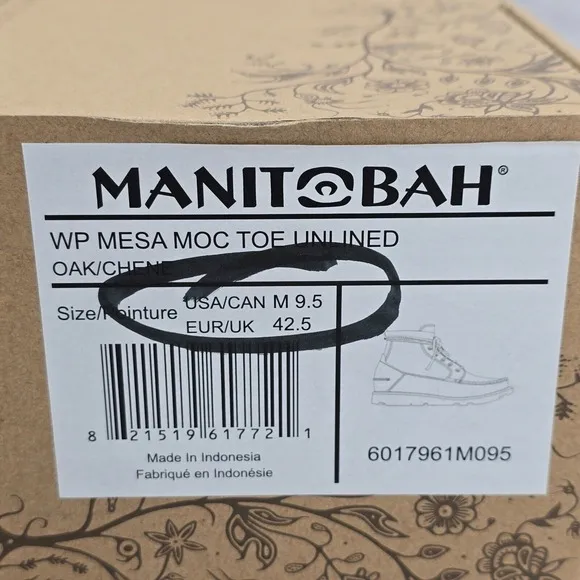 MANITOBAH®
WP MESA MOC TOE UNLINED
OAK/CHENE
Size/Pointure USA/CAN M 9.5
EUR/UK 42.5
8 21519 61772 1
Made In Indonesia
Fabriqué en Indonésie
6017961M095